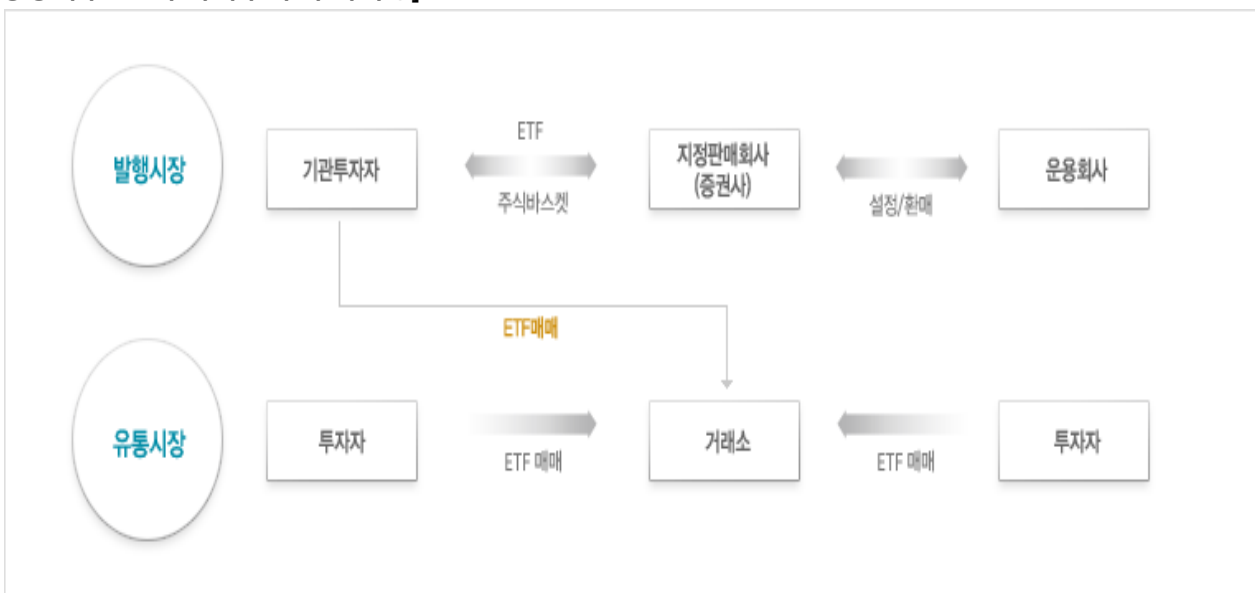 발행시장
기관투자자
ETF
주식바스켓
지정판매회사
(증권사)
설정/환매
운용회사
ETF매매
유통시장
투자자
ETF 매매
거래소
ETF 매매
투자자